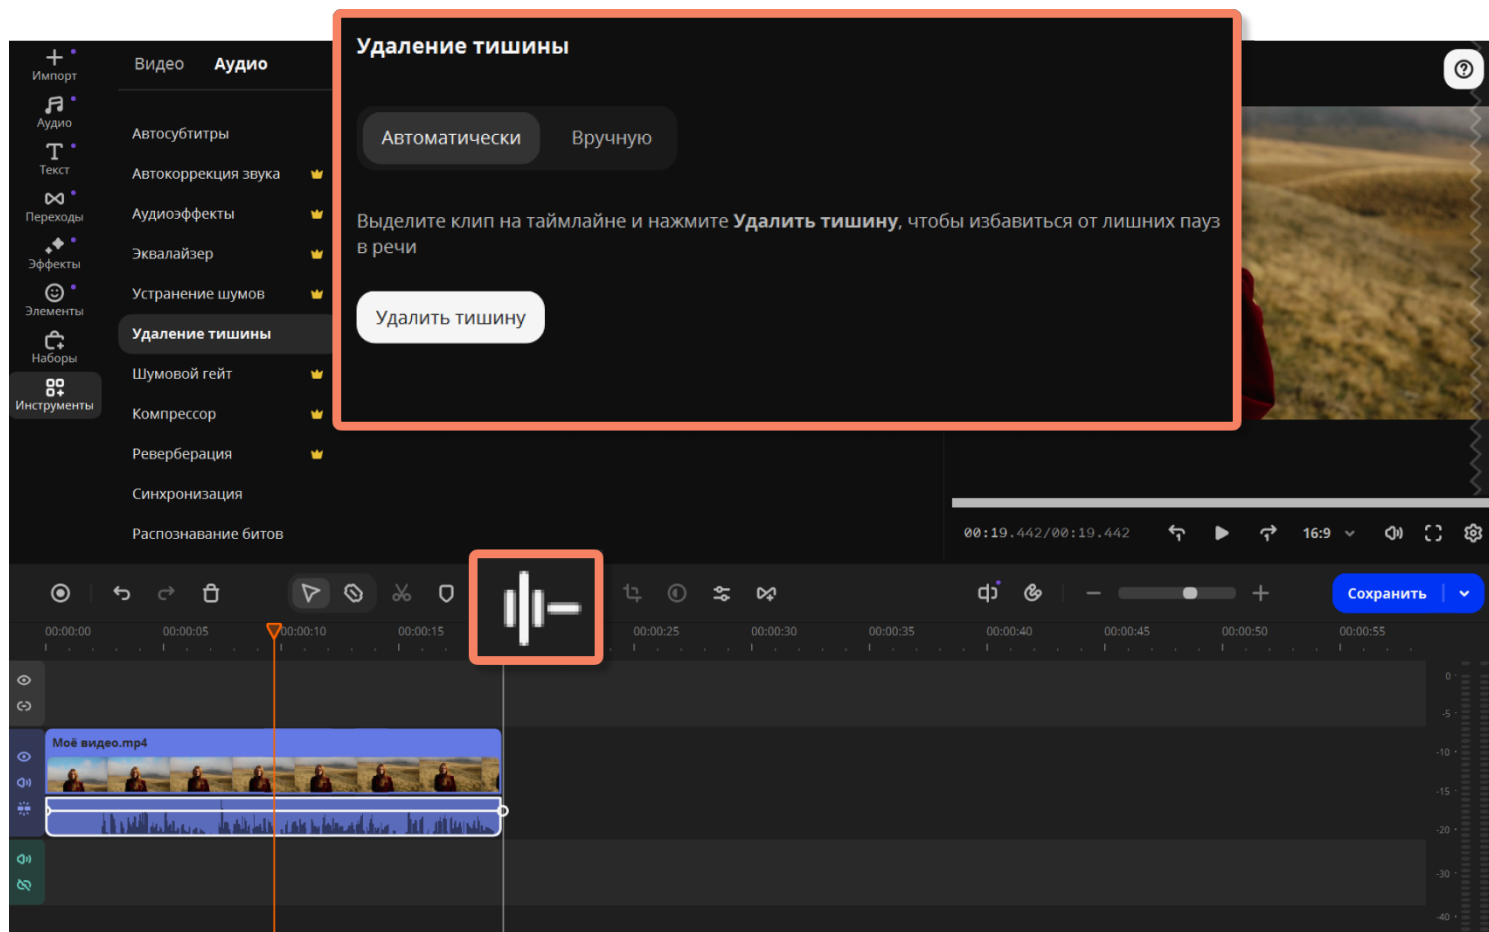 Удаление тишины
Автоматически
Вручную
Выделите клип на таймлайне и нажмите Удалить тишину, чтобы избавиться от лишних пауз
в речи
Удалить тишину
Импорт
Аудио
Текст
Переходы
Эффекты
Элементы
Наборы
Инструменты
Видео
Аудио
Автосубтитры
Автокоррекция звука
Аудиоэффекты
Эквалайзер
Устранение шумов
Удаление тишины
Шумовой гейт
Компрессор
Реверберация
Синхронизация
Распознавание битов
00:19.442/00:19.442
16:9
Сохранить
00:00:00
00:00:05
00:00:10
00:00:15
00:00:25
00:00:30
00:00:35
00:00:40
00:00:45
00:00:50
00:00:55
Моё видео.mp4
0
-5
-10
-15
-20
-30
-40